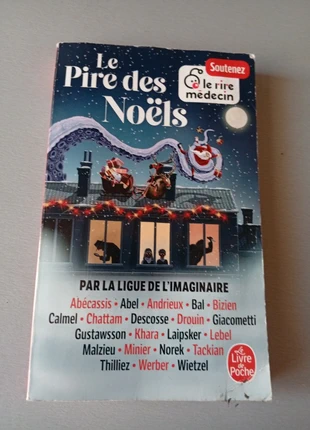 Le
Pire des
Noëls
Soutenez
le rire
médecin
PAR LA LIGUE DE L'IMAGINAIRE
Abécassis • Abel • Andrieux • Bal • Bizien
Calmel • Chattam • Descosse • Drouin • Giacometti
Gustawsson • Khara • Laipsker • Lebel
Malzieu • Minier • Norek • Tackian
Thilliez • Werber • Wietzel
Le
Livre
de
Poche